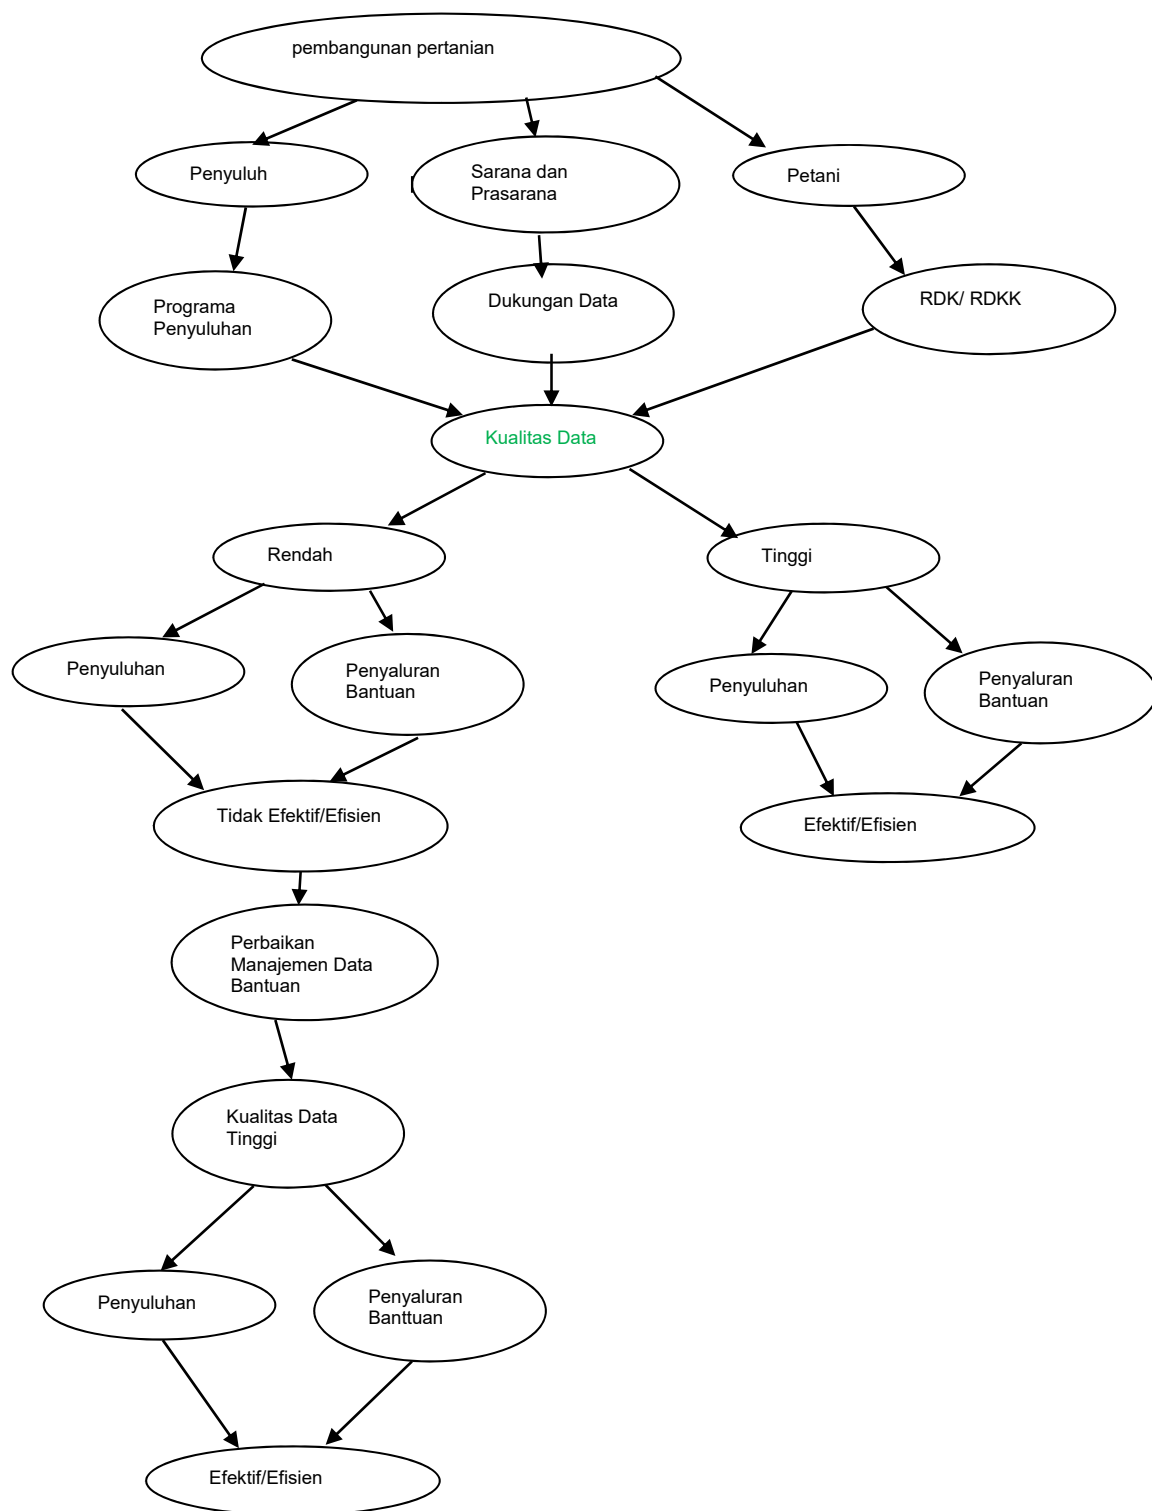 pembangunan pertanian
Penyuluh
Sarana dan
Prasarana
Petani
Programa
Penyuluhan
Dukungan Data
RDK/ RDKK
Kualitas Data
Rendah
Tinggi
Penyuluhan
Penyaluran
Bantuan
Penyuluhan
Penyaluran
Bantuan
Tidak Efektif/Efisien
Efektif/Efisien
Perbaikan
Manajemen Data
Bantuan
Kualitas Data
Tinggi
Penyuluhan
Penyaluran
Banttuan
Efektif/Efisien